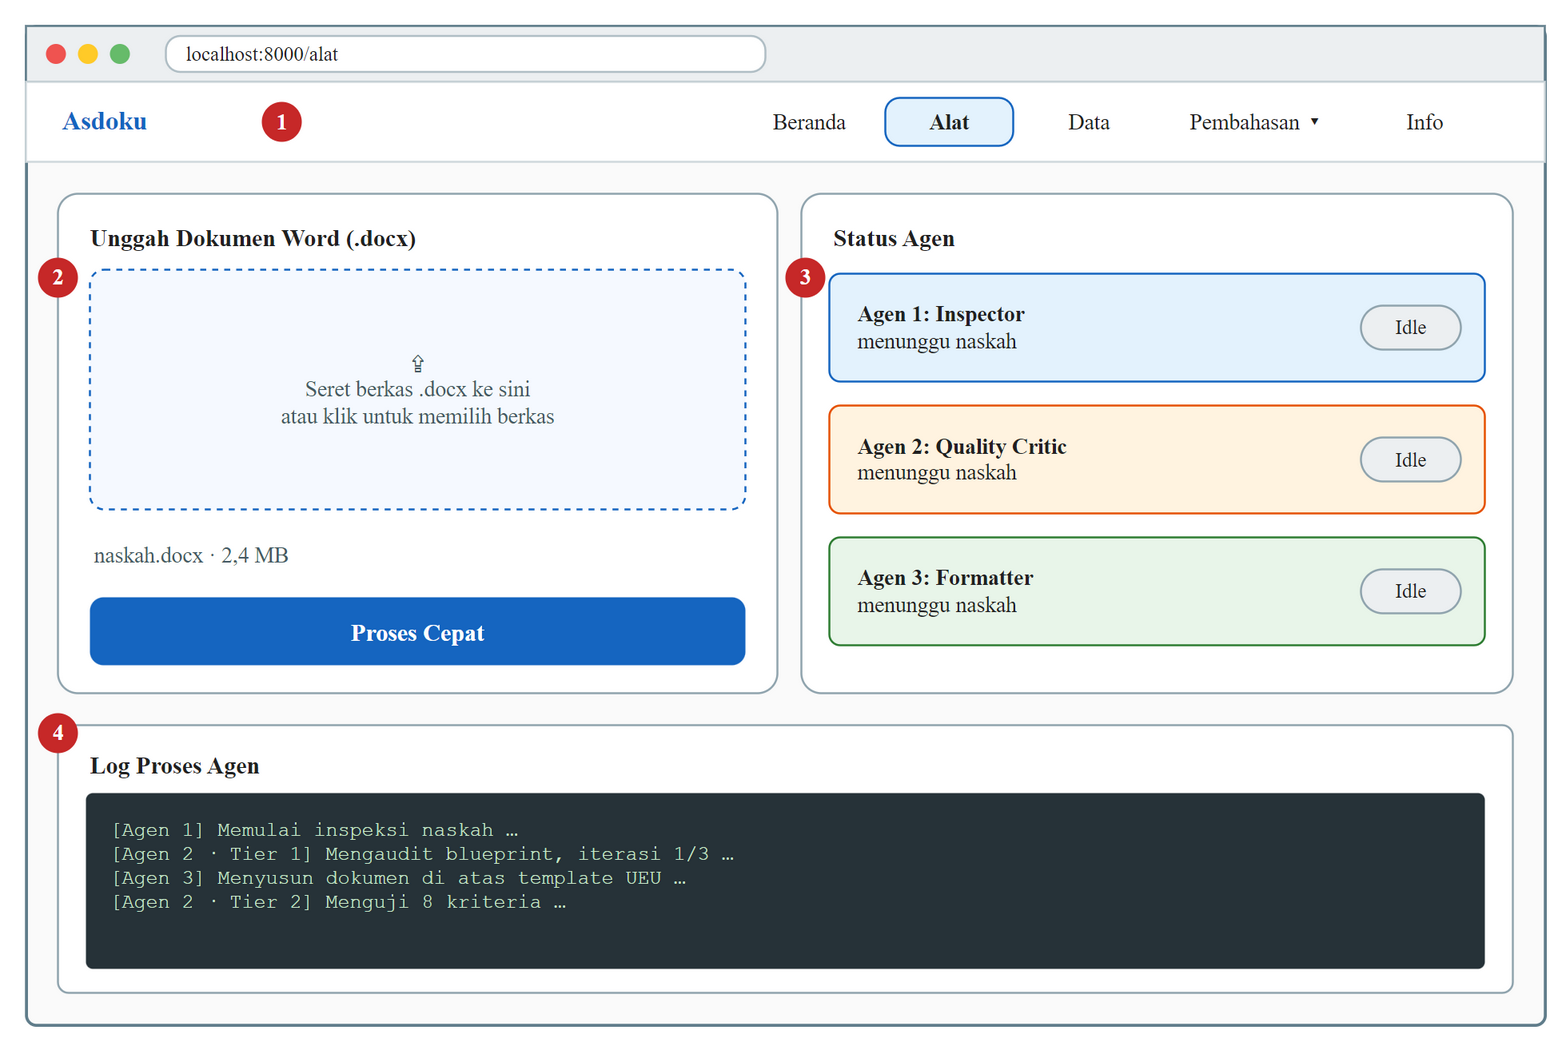 localhost:8000/alat
Asdoku
1
Beranda
Alat
Data
Pembahasan ▼
Info
Unggah Dokumen Word (.docx)
2
Seret berkas .docx ke sini
atau klik untuk memilih berkas
naskah.docx · 2,4 MB
Proses Cepat
Status Agen
3
Agen 1: Inspector
menunggu naskah
Idle
Agen 2: Quality Critic
menunggu naskah
Idle
Agen 3: Formatter
menunggu naskah
Idle
4
Log Proses Agen
[Agen 1] Memulai inspeksi naskah …
[Agen 2 · Tier 1] Mengaudit blueprint, iterasi 1/3 …
[Agen 3] Menyusun dokumen di atas template UEU …
[Agen 2 · Tier 2] Menguji 8 kriteria …